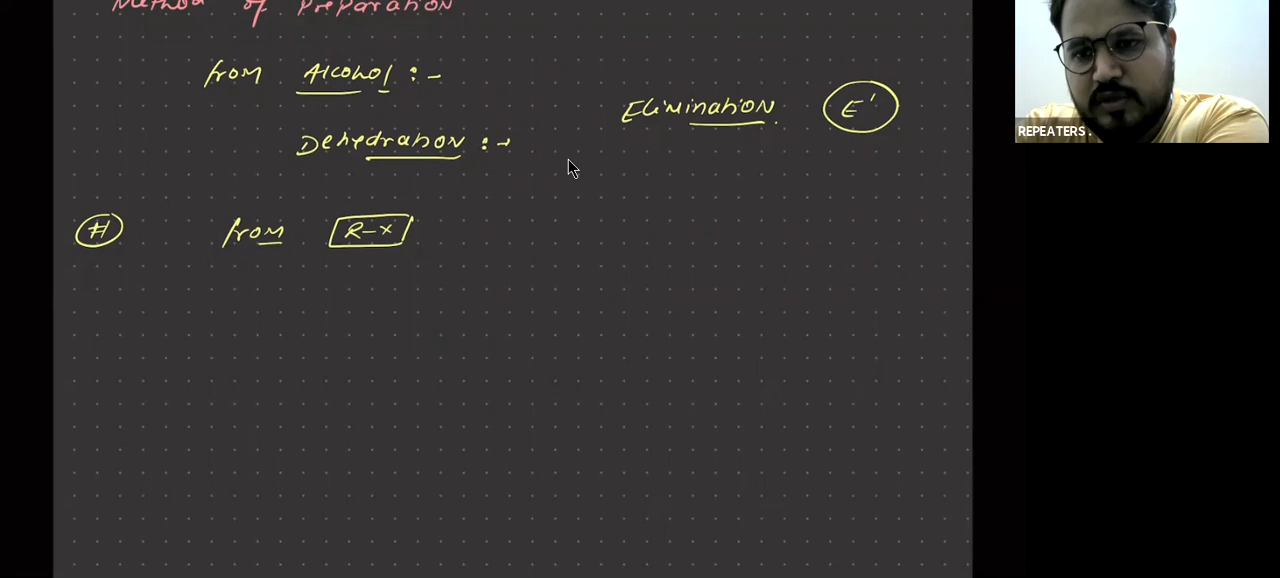 Method of Preparation
from Alcohol :-
Elimination. E'
Dehydration :→
# from R-X
REPEATERS.